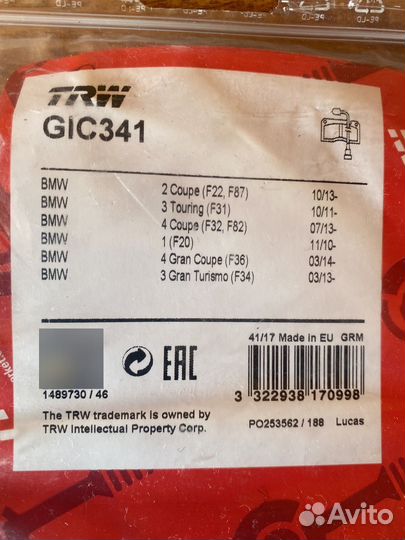 PE-LD
TRW
GIC341
BMW 2 Coupe (F22, F87) 10/13-
BMW 3 Touring (F31) 10/11-
BMW 4 Coupe (F32, F82) 07/13-
BMW 1 (F20) 11/10-
BMW 4 Gran Coupe (F36) 03/14-
BMW 3 Gran Turismo (F34) 03/13-
41/17 Made in EU GRM
EAC
3 322938 170998
1489730 / 46
The TRW trademark is owned by
TRW Intellectual Property Corp.
PO253562 / 188 Lucas
Avito